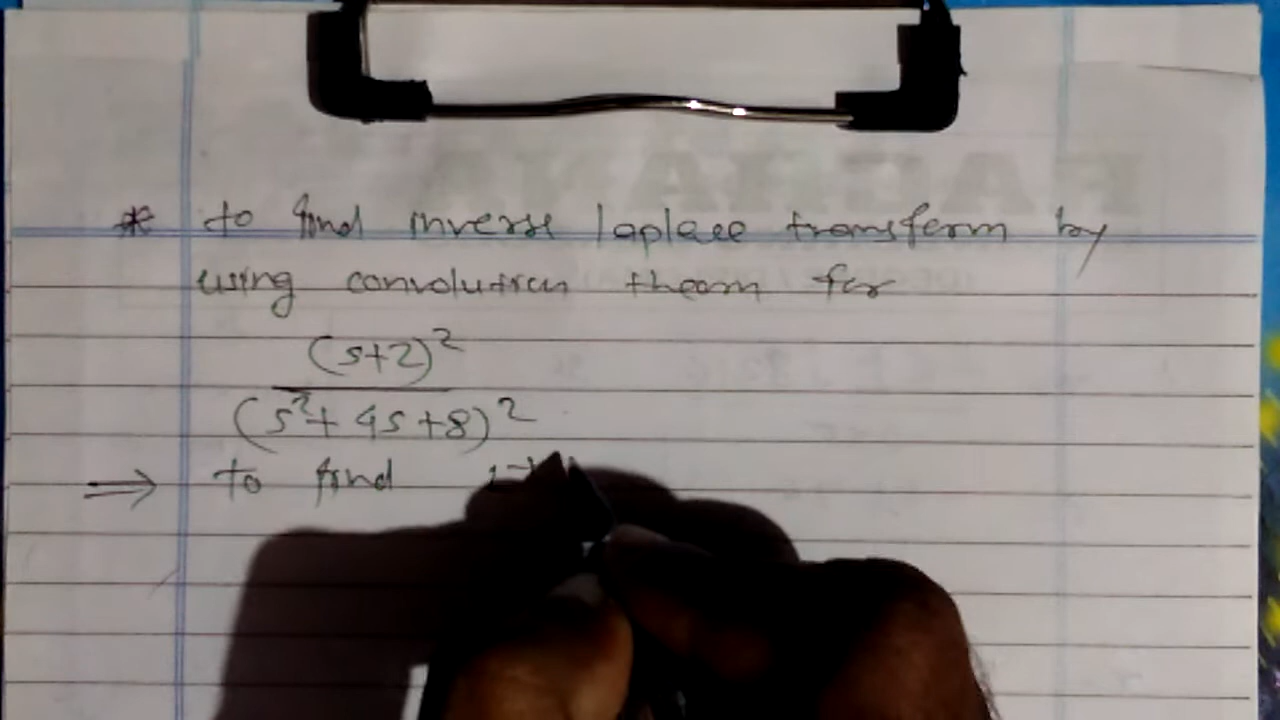 * to find inverse laplace transform by
using convolution theorm for
(s+2)²
(s²+4s+8)²
⇒ to find